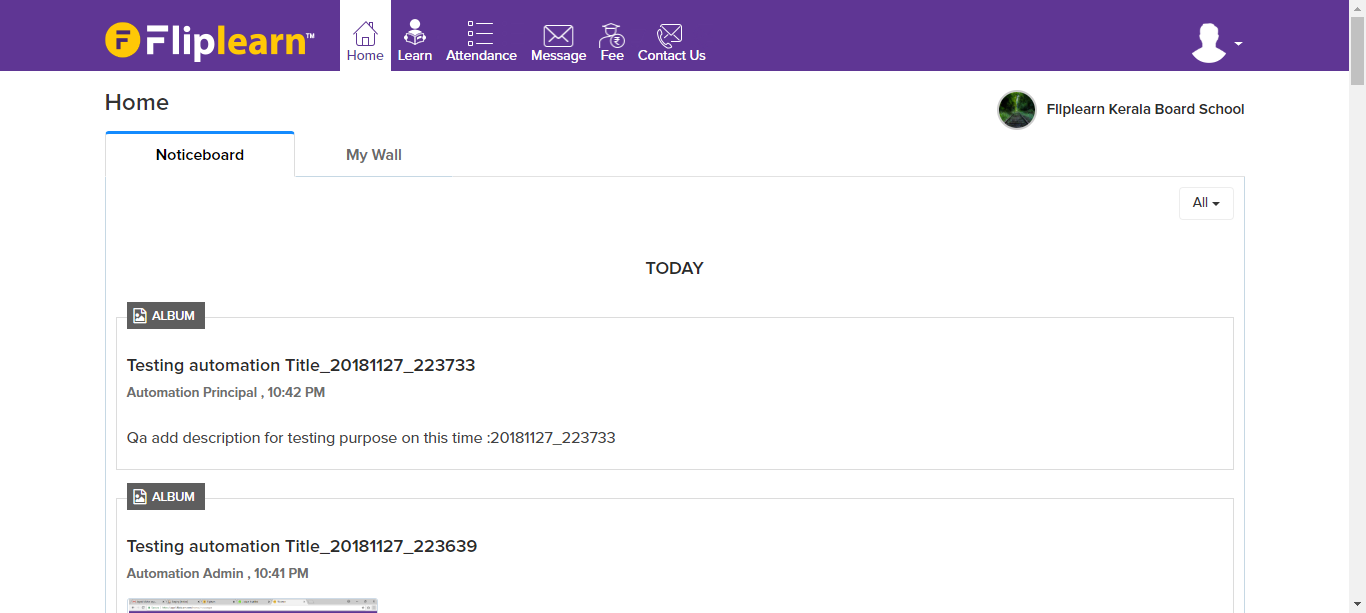 Fliplearn™
Home
Learn
Attendance
Message
Fee
Contact Us
Home
Fliplearn Kerala Board School
Noticeboard
My Wall
All
TODAY
ALBUM
Testing automation Title_20181127_223733
Automation Principal , 10:42 PM
Qa add description for testing purpose on this time :20181127_223733
ALBUM
Testing automation Title_20181127_223639
Automation Admin , 10:41 PM